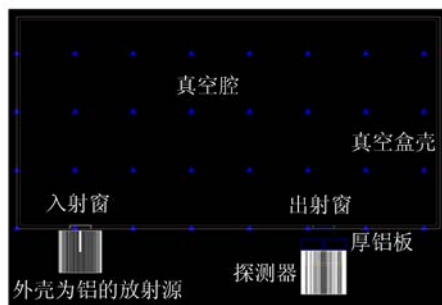 真空腔
真空盒壳
入射窗
出射窗
厚铝板
探测器
外壳为铝的放射源